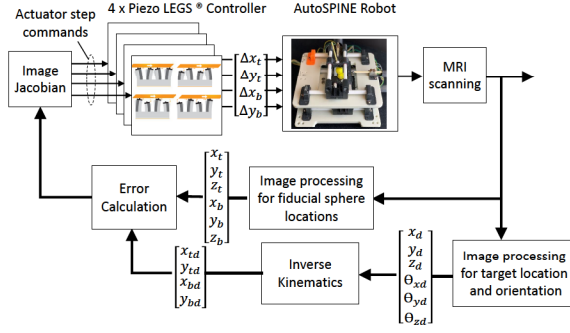 Actuator step
commands
4 x Piezo LEGS ® Controller
AutoSPINE Robot
Image
Jacobian
Δx_t
Δy_t
Δx_b
Δy_b
MRI
scanning
Error
Calculation
x_t
y_t
z_t
x_b
y_b
z_b
Image processing
for fiducial sphere
locations
x_td
y_td
x_bd
y_bd
Inverse
Kinematics
x_d
y_d
z_d
Θ_xd
Θ_yd
Θ_zd
Image processing
for target location
and orientation